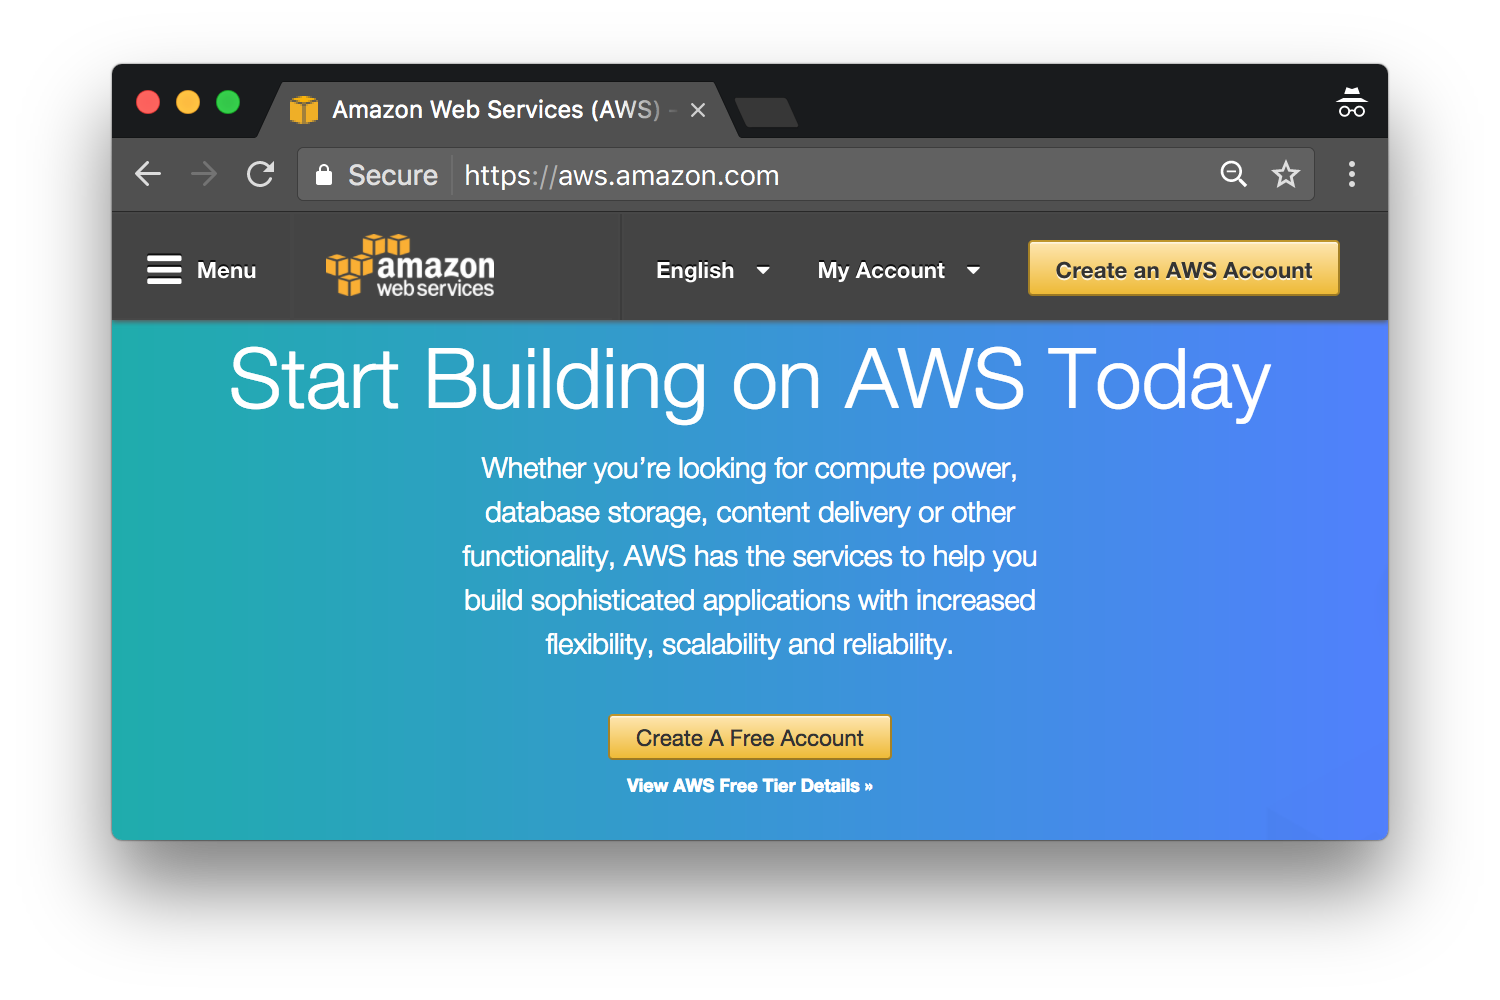 Amazon Web Services (AWS) -
Secure https://aws.amazon.com
Menu
amazon
web services
English
My Account
Create an AWS Account
Start Building on AWS Today
Whether you’re looking for compute power,
database storage, content delivery or other
functionality, AWS has the services to help you
build sophisticated applications with increased
flexibility, scalability and reliability.
Create A Free Account
View AWS Free Tier Details »